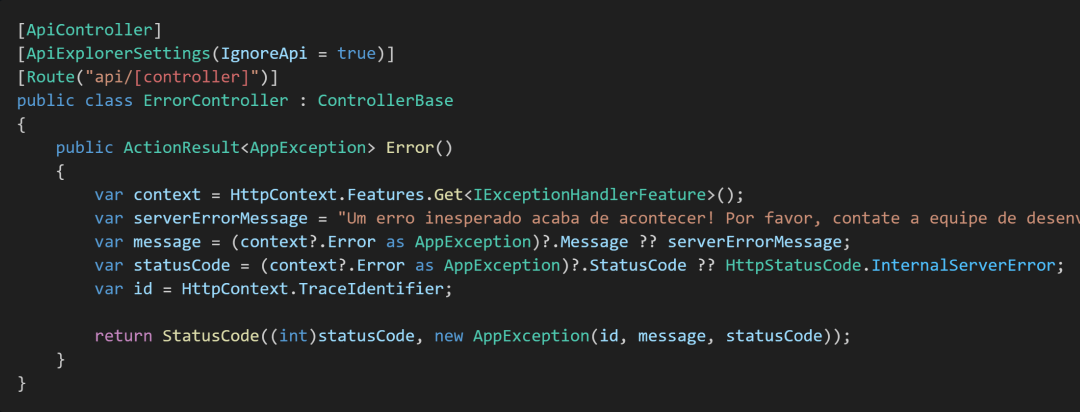 [ApiController]
[ApiExplorerSettings(IgnoreApi = true)]
[Route("api/[controller]")]
public class ErrorController : ControllerBase
{
    public ActionResult<AppException> Error()
    {
        var context = HttpContext.Features.Get<IExceptionHandlerFeature>();
        var serverErrorMessage = "Um erro inesperado acaba de acontecer! Por favor, contate a equipe de
        var message = (context?.Error as AppException)?.Message ?? serverErrorMessage;
        var statusCode = (context?.Error as AppException)?.StatusCode ?? HttpStatusCode.InternalServerError;
        var id = HttpContext.TraceIdentifier;
        return StatusCode((int)statusCode, new AppException(id, message, statusCode));
    }
}